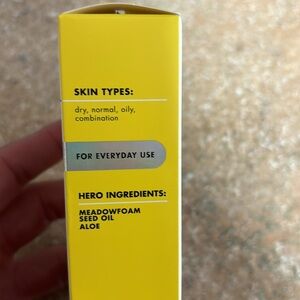 SKIN TYPES:
dry, normal, oily,
combination
FOR EVERYDAY USE
HERO INGREDIENTS:
MEADOWFOAM
SEED OIL
ALOE